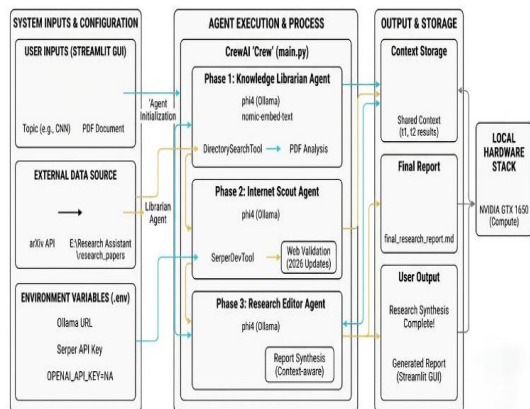 SYSTEM INPUTS & CONFIGURATION
USER INPUTS (STREAMLIT GUI)
Topic (e.g., CNN)
PDF Document
EXTERNAL DATA SOURCE
arXiv API
E:\Research Assistant
\research_papers
ENVIRONMENT VARIABLES (.env)
Ollama URL
Serper API Key
OPENAI_API_KEY=NA
'Agent
Initialization
Librarian
Agent
AGENT EXECUTION & PROCESS
CrewAI 'Crew' (main.py)
Phase 1: Knowledge Librarian Agent
phi4 (Ollama)
nomic-embed-text
DirectorySearchTool
PDF Analysis
Phase 2: Internet Scout Agent
phi4 (Ollama)
SerperDevTool
Web Validation
(2026 Updates)
Phase 3: Research Editor Agent
phi4 (Ollama)
Report Synthesis
(Context-aware)
OUTPUT & STORAGE
Context Storage
Shared Context
(t1, t2 results)
Final Report
final_research_report.md
User Output
Research Synthesis
Complete!
Generated Report
(Streamlit GUI)
LOCAL
HARDWARE
STACK
NVIDIA GTX 1650
(Compute)